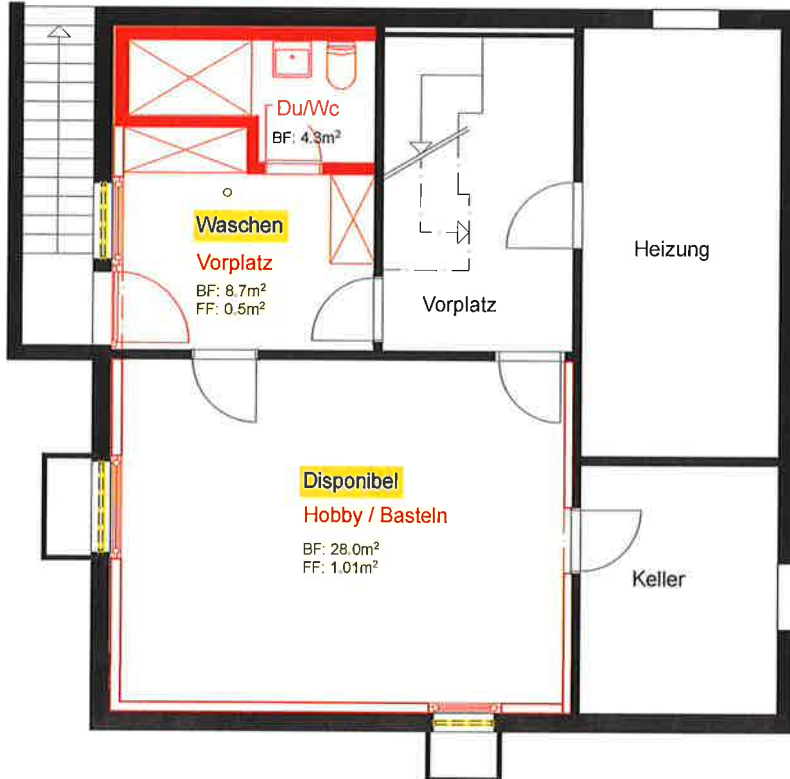 Du/Wc
BF: 4.3m²
Waschen
Vorplatz
BF: 8.7m²
FF: 0.5m²
Vorplatz
Heizung
Disponibel
Hobby / Basteln
BF: 28.0m²
FF: 1.01m²
Keller